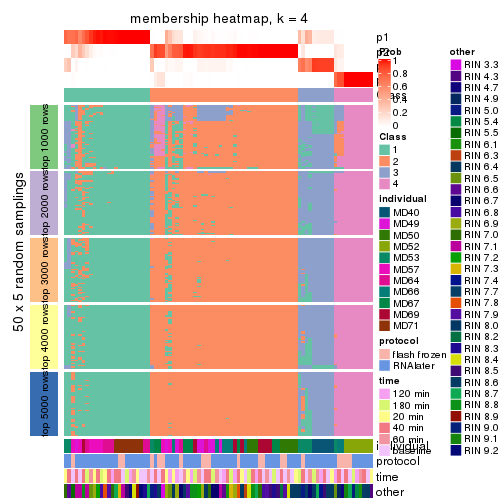 membership heatmap, k = 4
p1
p2
Prob
1
0.8
0.6
0.4
0.2
0
Class
1
2
3
4
individual
MD40
MD49
MD50
MD52
MD53
MD57
MD64
MD66
MD67
MD69
MD71
protocol
flash frozen
RNAlater
time
120 min
180 min
20 min
40 min
60 min
baseline
other
RIN 3.3
RIN 4.3
RIN 4.7
RIN 4.9
RIN 5.0
RIN 5.4
RIN 5.5
RIN 6.1
RIN 6.3
RIN 6.4
RIN 6.5
RIN 6.6
RIN 6.7
RIN 6.8
RIN 6.9
RIN 7.0
RIN 7.1
RIN 7.2
RIN 7.3
RIN 7.4
RIN 7.7
RIN 7.8
RIN 7.9
RIN 8.0
RIN 8.2
RIN 8.3
RIN 8.4
RIN 8.5
RIN 8.6
RIN 8.7
RIN 8.8
RIN 8.9
RIN 9.0
RIN 9.1
RIN 9.2
50 x 5 random samplings
top 1000 rows
top 2000 rows
top 3000 rows
top 4000 rows
top 5000 rows
individual
protocol
time
other